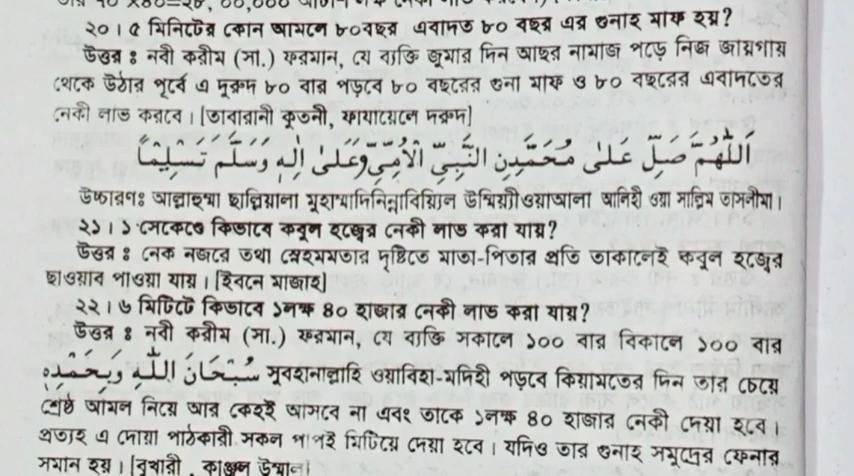 ২০। ৫ মিনিটের কোন আমলে ৮০বছর এবাদত ৮০ বছর এর গুনাহ মাফ হয়?
উত্তর ঃ নবী করীম (সা.) ফরমান, যে ব্যক্তি জুমার দিন আছর নামাজ পড়ে নিজ জায়গায়
থেকে উঠার পূর্বে এ দুরুদ ৮০ বার পড়বে ৮০ বছরের গুনা মাফ ও ৮০ বছরের এবাদতের
নেকী লাভ করবে। [তাবারানী কুতনী, ফাযায়েলে দরুদ]
اَللّٰهُمَّ صَلِّ عَلٰى مُحَمَّدِنِ النَّبِىِّ الْاُمِّىِّ وَعَلٰى اٰلِهٖ وَسَلِّمْ تَسْلِيْمًا
উচ্চারণঃ আল্লাহুম্মা ছাল্লিয়ালা মুহাম্মাদিনিন্নাবিয়্যিল উম্মিয়্যীওয়াআলা আলিহী ওয়া সাল্লিম তাসলীমা।
২১। ১ সেকেণ্ডে কিভাবে কবুল হজ্বের নেকী লাভ করা যায়?
উত্তর ঃ নেক নজরে তথা স্নেহমমতার দৃষ্টিতে মাতা-পিতার প্রতি তাকালেই কবুল হজ্বের
ছাওয়াব পাওয়া যায়। [ইবনে মাজাহ]
২২। ৬ মিটিটে কিভাবে ১লক্ষ ৪০ হাজার নেকী লাভ করা যায়?
উত্তর ঃ নবী করীম (সা.) ফরমান, যে ব্যক্তি সকালে ১০০ বার বিকালে ১০০ বার
سُبْحَانَ اللّٰهِ وَبِحَمْدِهٖ সুবহানাল্লাহি ওয়াবিহা-মদিহী পড়বে কিয়ামতের দিন তার চেয়ে
শ্রেষ্ঠ আমল নিয়ে আর কেহই আসবে না এবং তাকে ১লক্ষ ৪০ হাজার নেকী দেয়া হবে।
প্রত্যহ এ দোয়া পাঠকারী সকল পাপই মিটিয়ে দেয়া হবে। যদিও তার গুনাহ সমুদ্রের ফেনার
সমান হয়। [বুখারী, কাঞ্জুল উম্মাল]